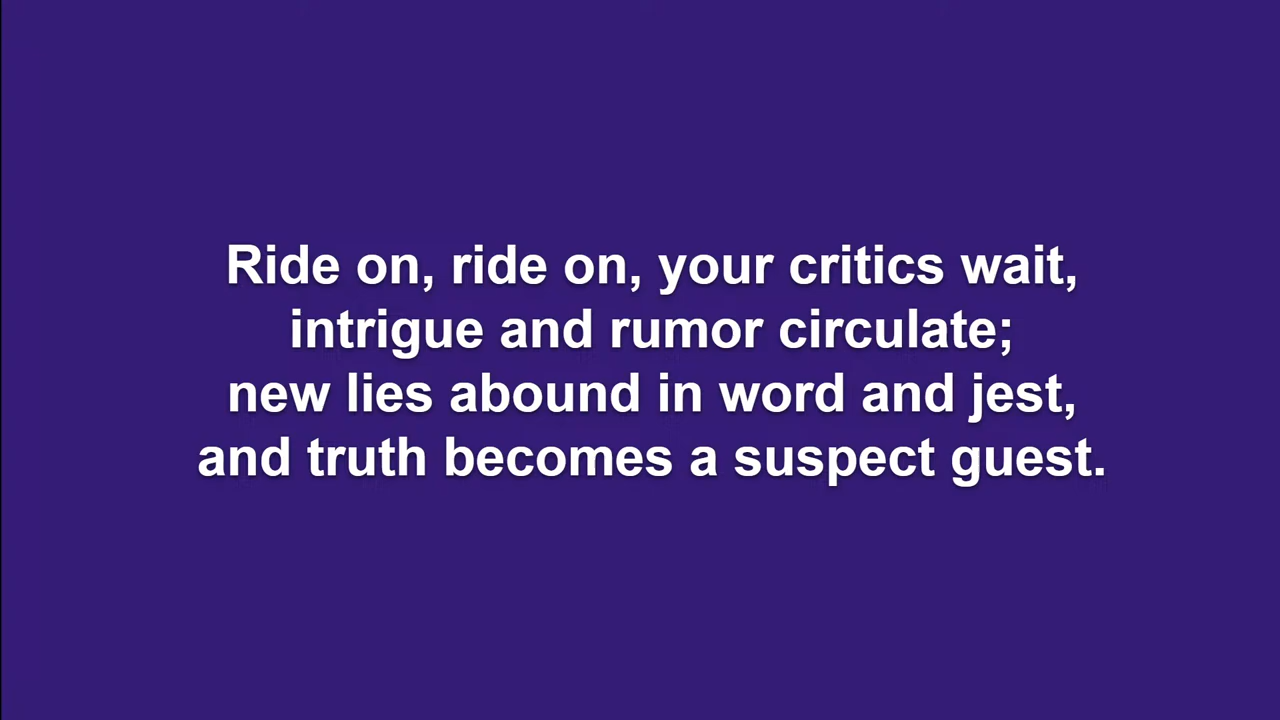 Ride on, ride on, your critics wait,
intrigue and rumor circulate;
new lies abound in word and jest,
and truth becomes a suspect guest.